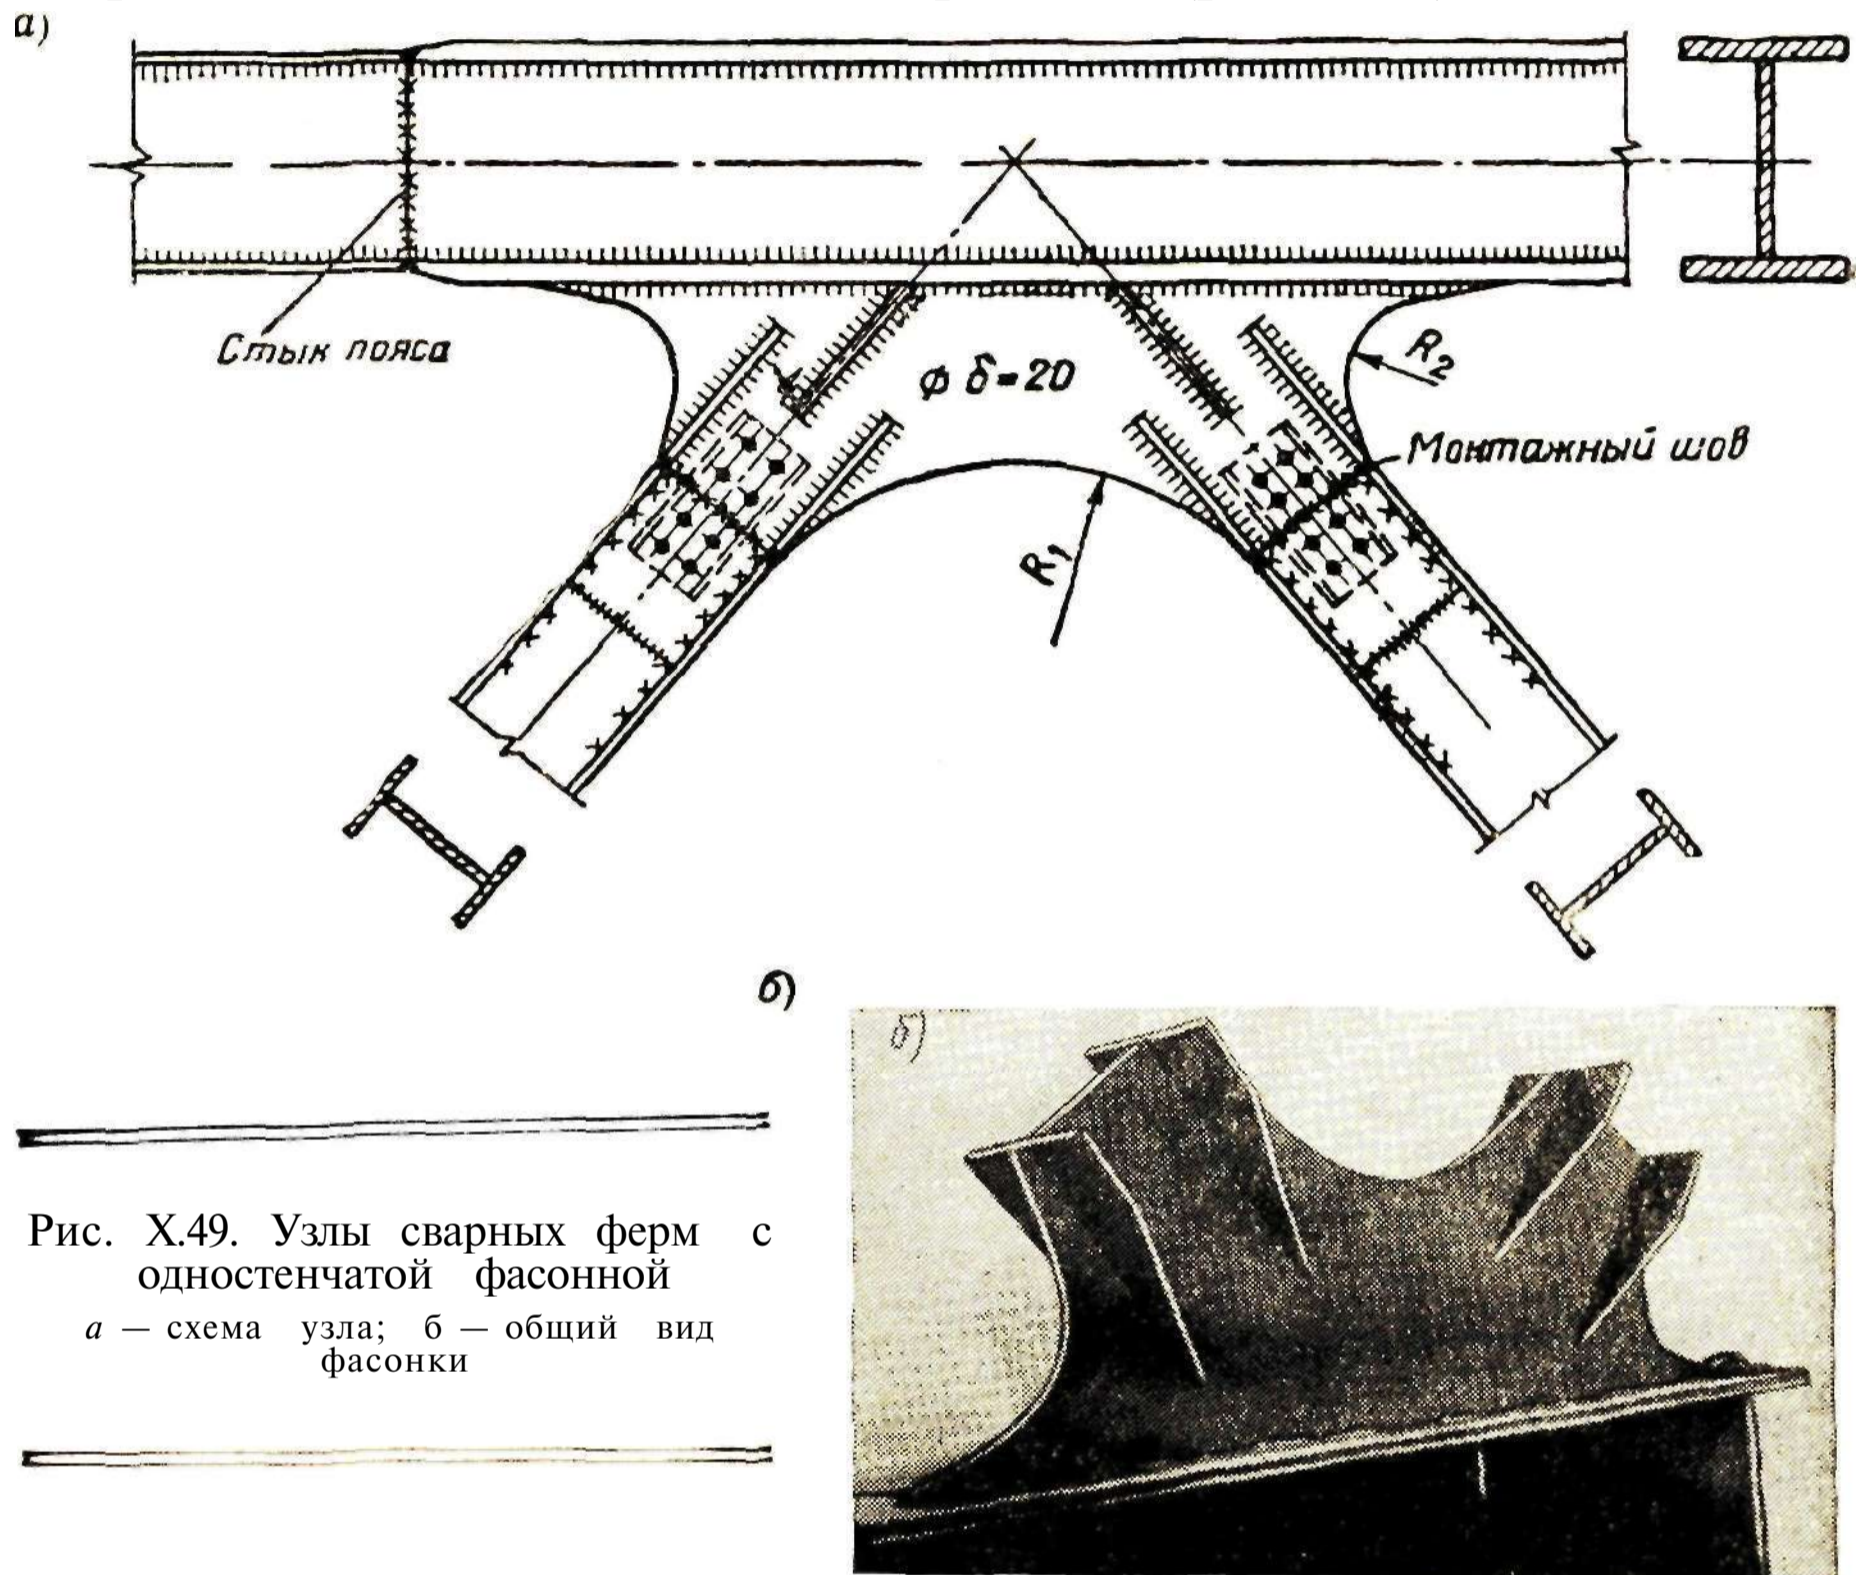 а)
Стык пояса
Ф δ=20
R₂
Монтажный шов
R₁
б)
б)
Рис. X.49. Узлы сварных ферм с
одностенчатой фасонной
а — схема узла; б — общий вид
фасонки